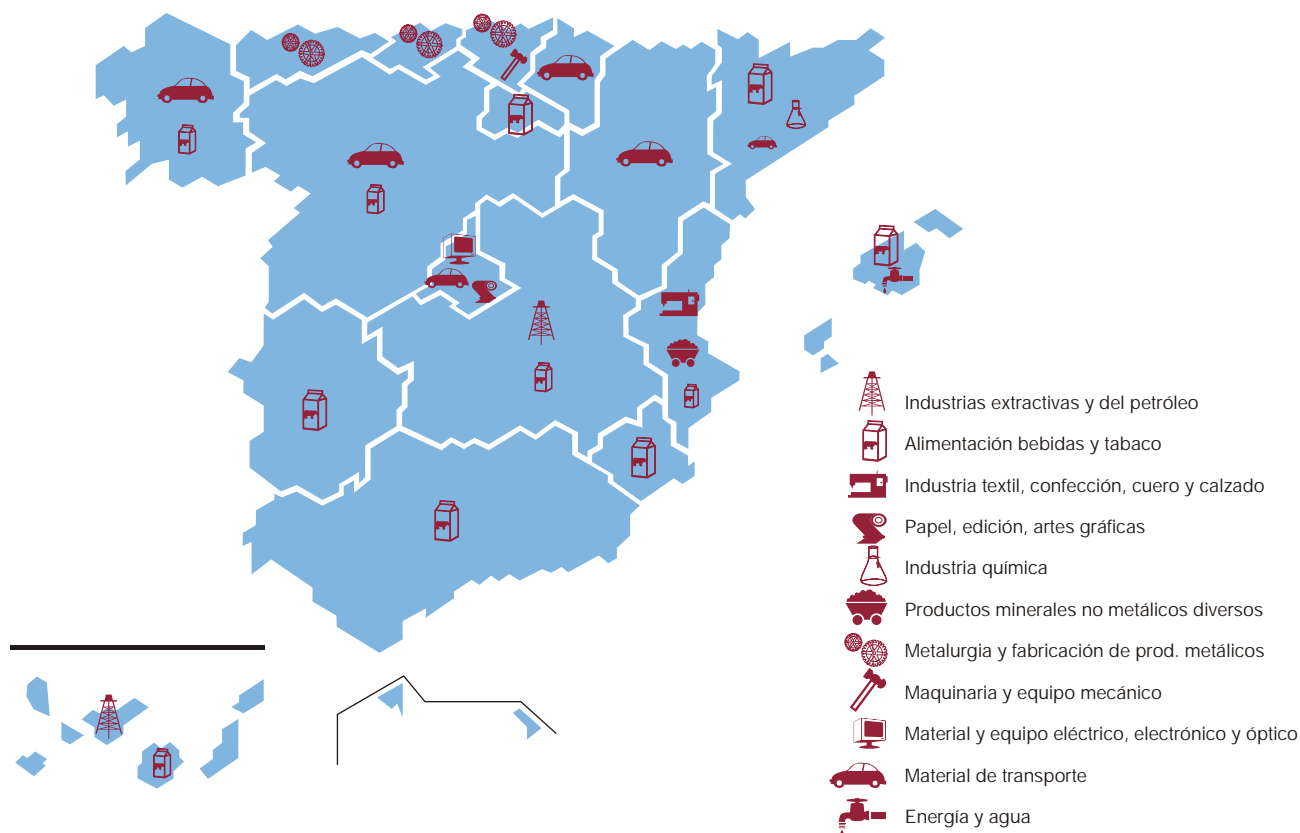 Industrias extractivas y del petróleo
Alimentación bebidas y tabaco
Industria textil, confección, cuero y calzado
Papel, edición, artes gráficas
Industria química
Productos minerales no metálicos diversos
Metalurgia y fabricación de prod. metálicos
Maquinaria y equipo mecánico
Material y equipo eléctrico, electrónico y óptico
Material de transporte
Energía y agua